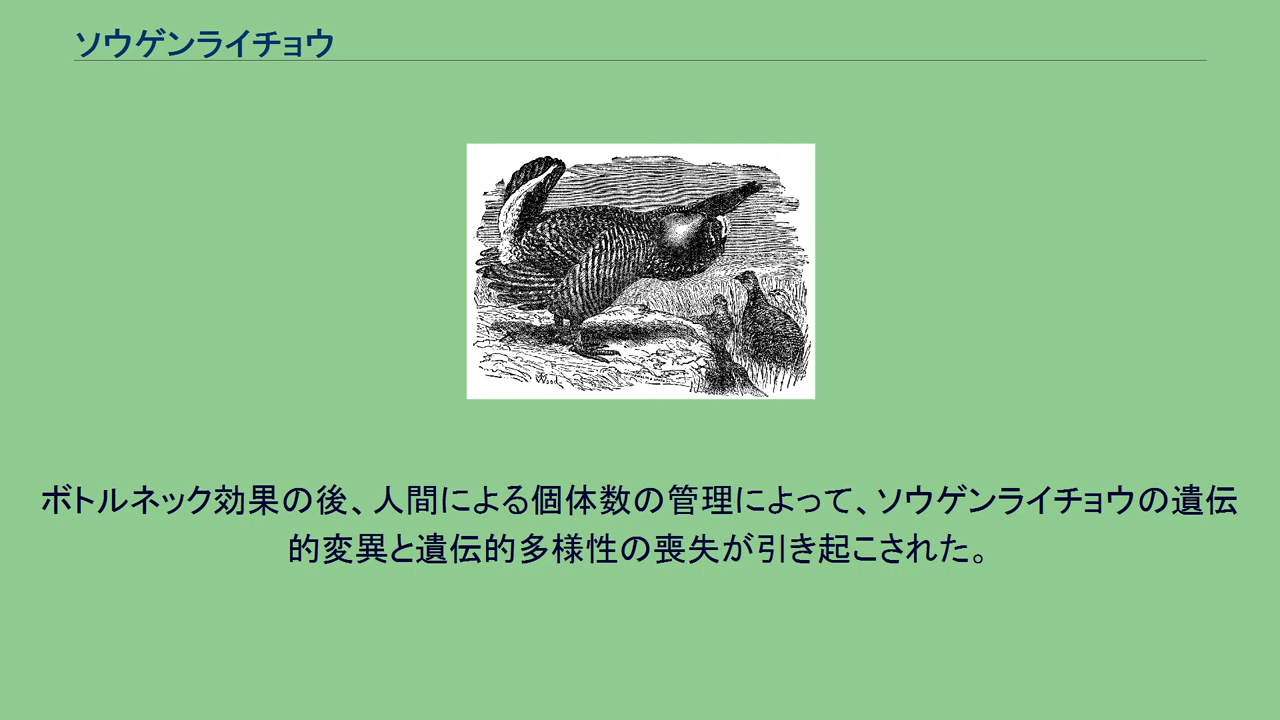 ソウゲンライチョウ
Wood
ボトルネック効果の後、人間による個体数の管理によって、ソウゲンライチョウの遺伝
的変異と遺伝的多様性の喪失が引き起こされた。